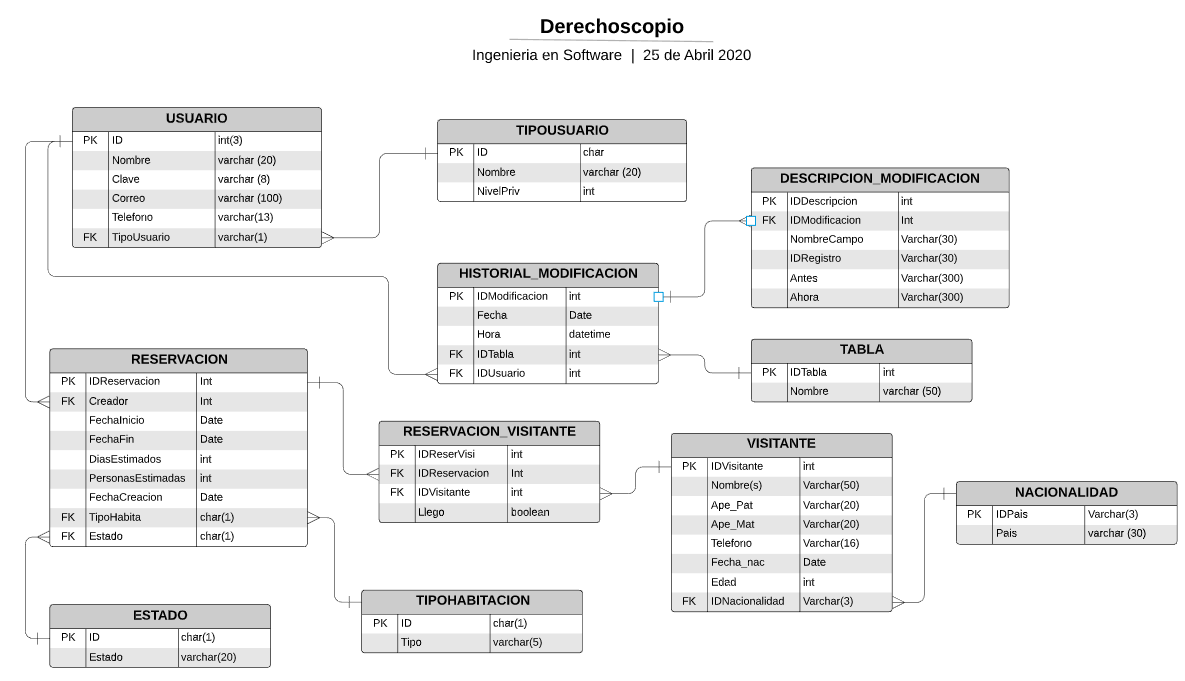 Derechoscopio
Ingenieria en Software | 25 de Abril 2020
USUARIO
PK ID int(3)
Nombre varchar (20)
Clave varchar (8)
Correo varchar (100)
Telefono varchar(13)
FK TipoUsuario varchar(1)
TIPOUSUARIO
PK ID char
Nombre varchar (20)
NivelPriv int
DESCRIPCION_MODIFICACION
PK IDDescripcion int
FK IDModificacion Int
NombreCampo Varchar(30)
IDRegistro Varchar(30)
Antes Varchar(300)
Ahora Varchar(300)
HISTORIAL_MODIFICACION
PK IDModificacion int
Fecha Date
Hora datetime
FK IDTabla int
FK IDUsuario int
TABLA
PK IDTabla int
Nombre varchar (50)
RESERVACION
PK IDReservacion Int
FK Creador Int
FechaInicio Date
FechaFin Date
DiasEstimados int
PersonasEstimadas int
FechaCreacion Date
FK TipoHabita char(1)
FK Estado char(1)
RESERVACION_VISITANTE
PK IDReserVisi int
FK IDReservacion Int
FK IDVisitante int
Llego boolean
VISITANTE
PK IDVisitante int
Nombre(s) Varchar(50)
Ape_Pat Varchar(20)
Ape_Mat Varchar(20)
Telefono Varchar(16)
Fecha_nac Date
Edad int
FK IDNacionalidad Varchar(3)
NACIONALIDAD
PK IDPais Varchar(3)
Pais varchar (30)
ESTADO
PK ID char(1)
Estado varchar(20)
TIPOHABITACION
PK ID char(1)
Tipo varchar(5)